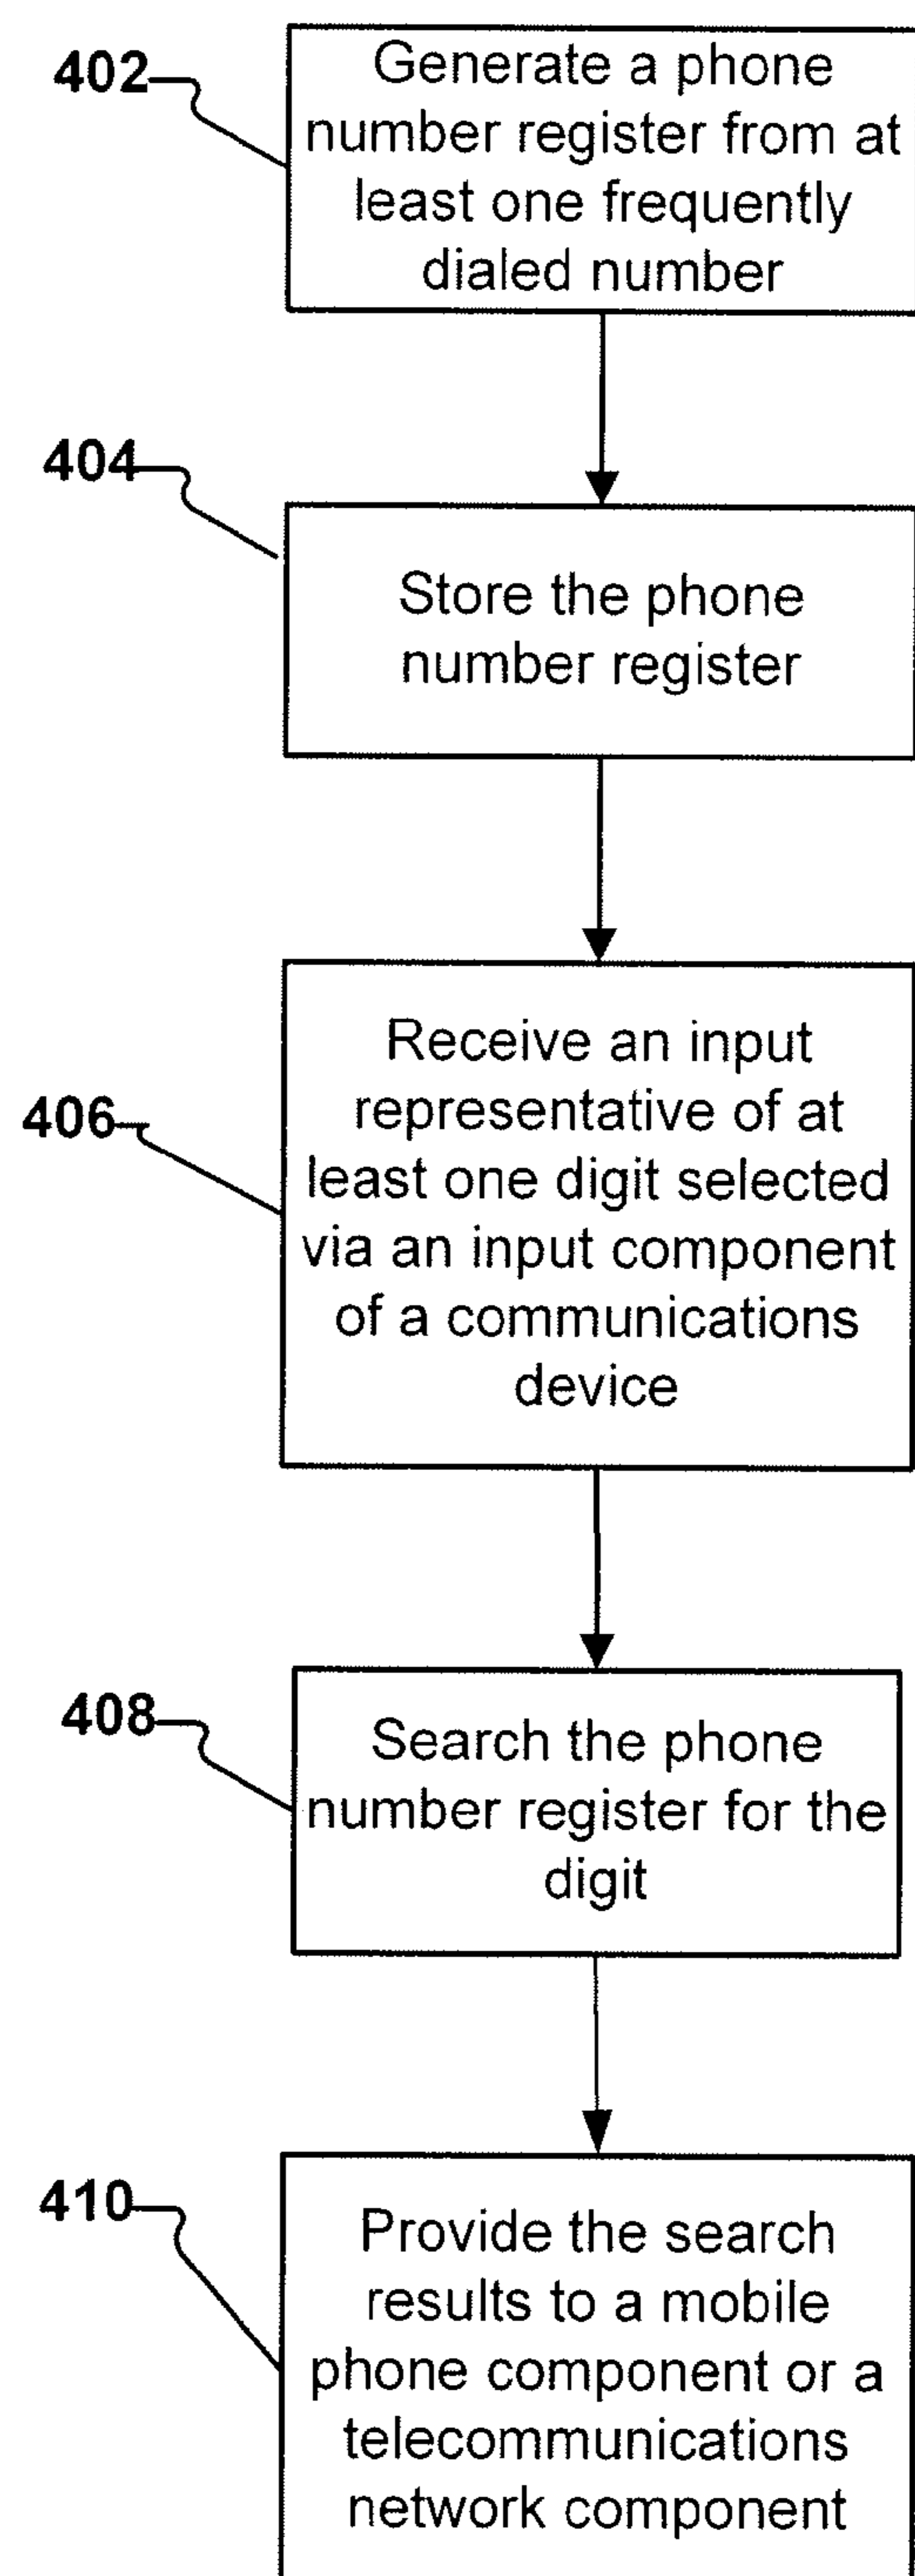 402
Generate a phone
number register from at
least one frequently
dialed number
404
Store the phone
number register
406
Receive an input
representative of at
least one digit selected
via an input component
of a communications
device
408
Search the phone
number register for the
digit
410
Provide the search
results to a mobile
phone component or a
telecommunications
network component